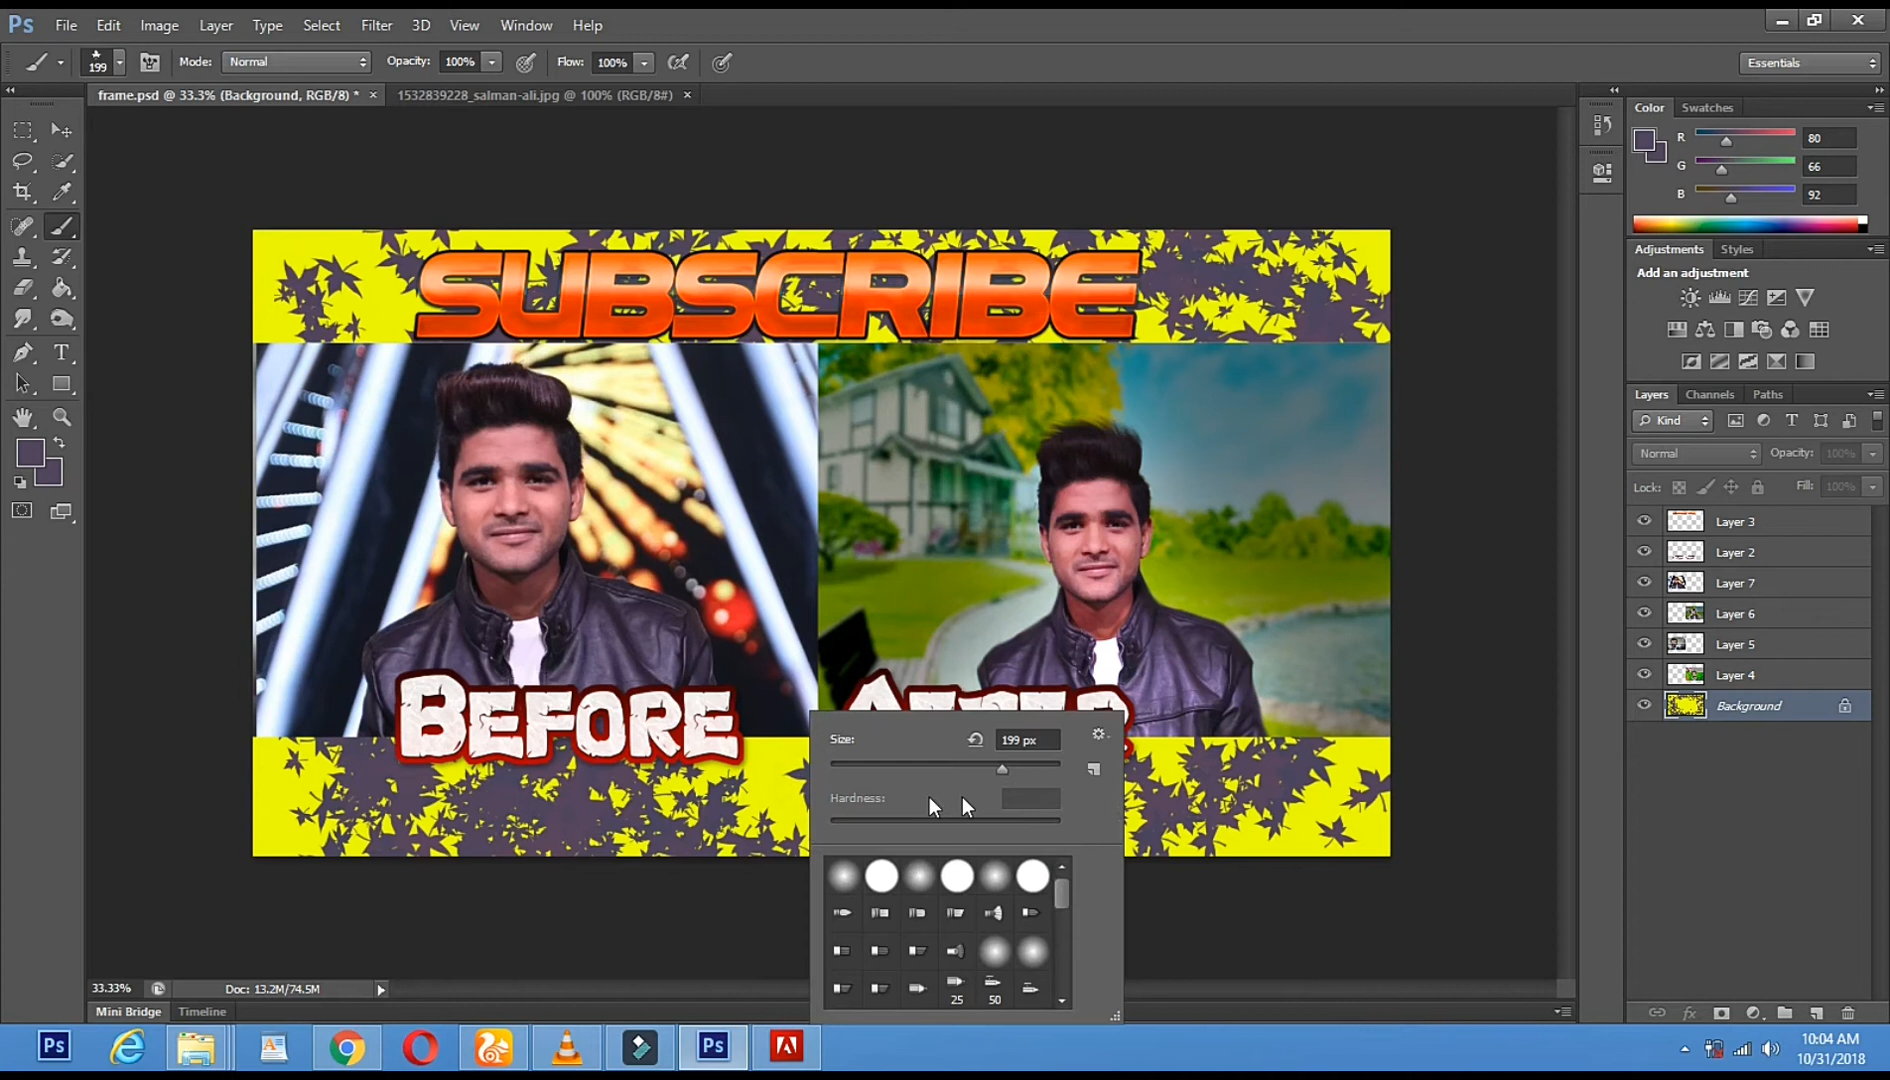 Ps File Edit Image Layer Type Select Filter 3D View Window Help
199 Mode: Normal Opacity: 100% Flow: 100% Essentials
frame.psd @ 33.3% (Background, RGB/8) * × 1532839228_salman-ali.jpg @ 100% (RGB/8#) ×
Color Swatches
R 80
G 66
B 92
Adjustments Styles
Add an adjustment
SUBSCRIBE
BEFORE
AFTER
Layers Channels Paths
Kind
Normal Opacity: 100%
Lock: Fill: 100%
Layer 3
Layer 2
Layer 7
Layer 6
Layer 5
Layer 4
Background
Size: 199 px
Hardness:
25 50
33.33% Doc: 13.2M/74.5M
Mini Bridge Timeline
Ps Ps
10:04 AM
10/31/2018